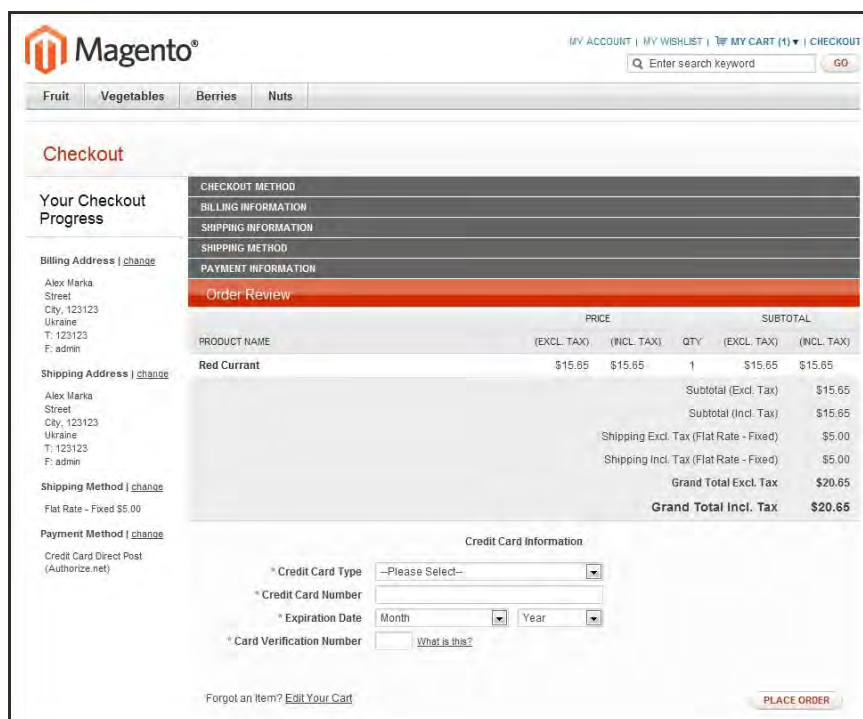 Magento®
MY ACCOUNT | MY WISHLIST | MY CART (1) ▼ | CHECKOUT
Enter search keyword GO
Fruit Vegetables Berries Nuts
Checkout
Your Checkout
Progress
Billing Address | change
Alex Marka
Street
City, 123123
Ukraine
T: 123123
F: admin
Shipping Address | change
Alex Marka
Street
City, 123123
Ukraine
T: 123123
F: admin
Shipping Method | change
Flat Rate - Fixed $5.00
Payment Method | change
Credit Card Direct Post
(Authorize.net)
CHECKOUT METHOD
BILLING INFORMATION
SHIPPING INFORMATION
SHIPPING METHOD
PAYMENT INFORMATION
Order Review
PRICE SUBTOTAL
PRODUCT NAME (EXCL. TAX) (INCL. TAX) QTY (EXCL. TAX) (INCL. TAX)
Red Currant $15.65 $15.65 1 $15.65 $15.65
Subtotal (Excl. Tax) $15.65
Subtotal (Incl. Tax) $15.65
Shipping Excl. Tax (Flat Rate - Fixed) $5.00
Shipping Incl. Tax (Flat Rate - Fixed) $5.00
Grand Total Excl. Tax $20.65
Grand Total Incl. Tax $20.65
Credit Card Information
* Credit Card Type --Please Select--
* Credit Card Number
* Expiration Date Month Year
* Card Verification Number What is this?
Forgot an Item? Edit Your Cart PLACE ORDER